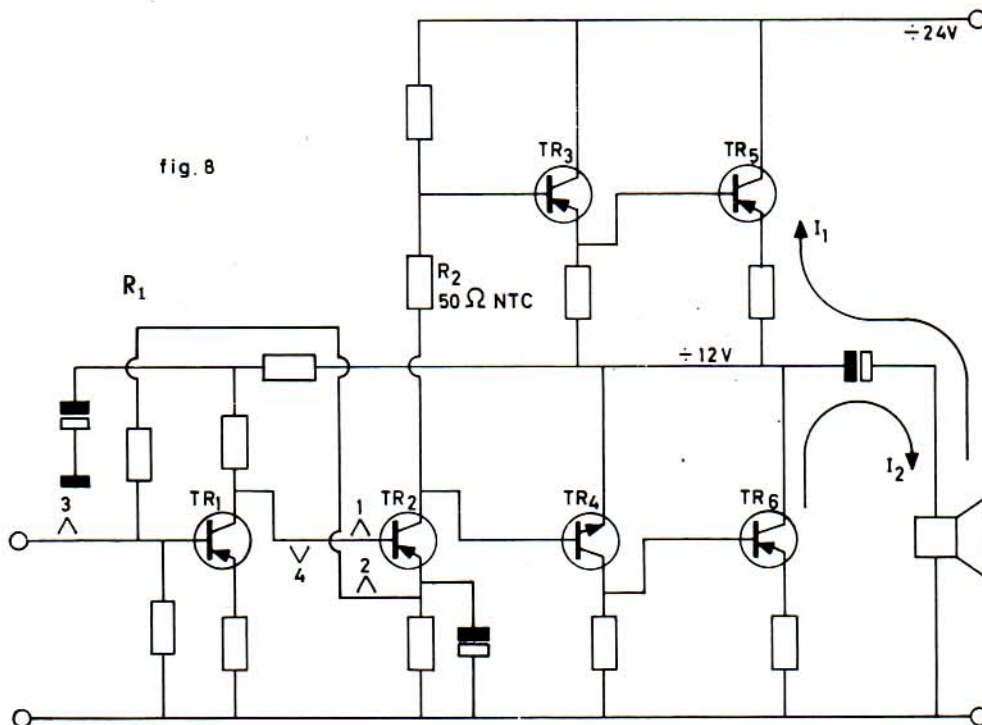 ÷24V
fig. 8
TR3
TR5
I1
R2
50 Ω NTC
R1
÷12V
I2
3
TR1
TR2
1
2
4
TR4
TR6